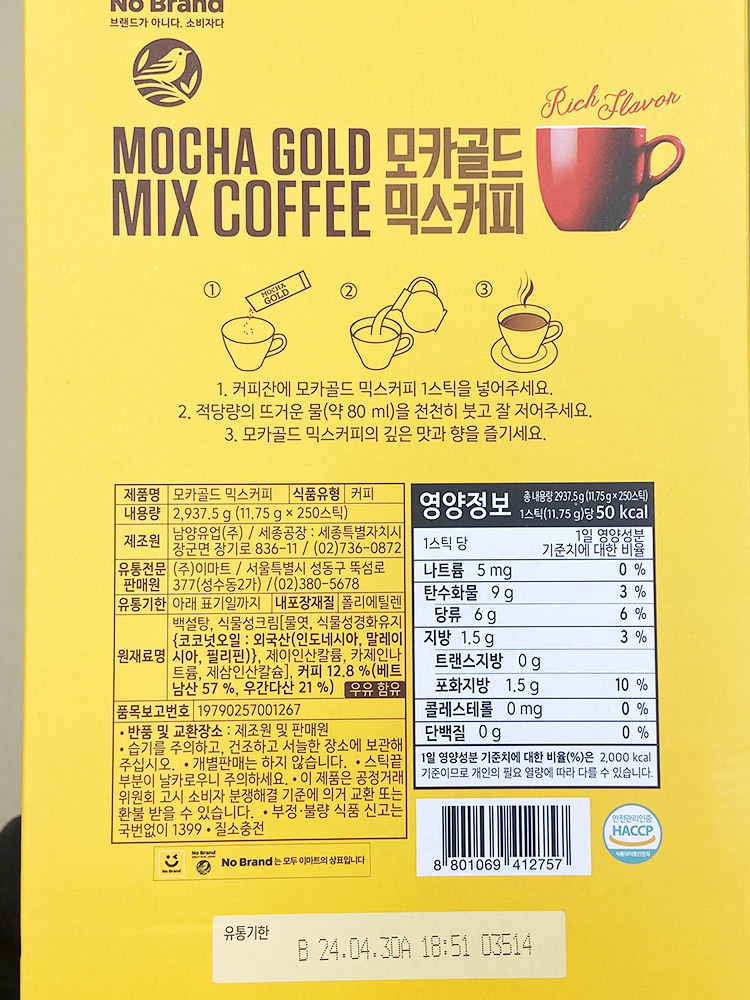 No Brand
브랜드가 아니다. 소비자다
Rich Flavor
MOCHA GOLD 모카골드
MIX COFFEE 믹스커피
① MOCHA GOLD ② ③
1. 커피잔에 모카골드 믹스커피 1스틱을 넣어주세요.
2. 적당량의 뜨거운 물(약 80 ml)을 천천히 붓고 잘 저어주세요.
3. 모카골드 믹스커피의 깊은 맛과 향을 즐기세요.
제품명 모카골드 믹스커피 식품유형 커피
내용량 2,937.5 g (11.75 g × 250스틱)
제조원 남양유업(주) / 세종공장 : 세종특별자치시
장군면 장기로 836-11 / (02)736-0872
유통전문판매원 (주)이마트 / 서울특별시 성동구 뚝섬로
377(성수동2가) /(02)380-5678
유통기한 아래 표기일까지 내포장재질 폴리에틸렌
원재료명 백설탕, 식물성크림[물엿, 식물성경화유지
{코코넛오일 : 외국산(인도네시아, 말레이
시아, 필리핀)}, 제이인산칼륨, 카제인나
트륨, 제삼인산칼슘], 커피 12.8 %(베트
남산 57 %, 우간다산 21 %) 우유 함유
품목보고번호 19790257001267
• 반품 및 교환장소 : 제조원 및 판매원
• 습기를 주의하고, 건조하고 서늘한 장소에 보관해
주십시오. • 개별판매는 하지 않습니다. • 스틱끝
부분이 날카로우니 주의하세요. • 이 제품은 공정거래
위원회 고시 소비자 분쟁해결 기준에 의거 교환 또는
환불 받을 수 있습니다. • 부정·불량 식품 신고는
국번없이 1399 • 질소충전
No Brand
No Brand
No Brand 는 모두 이마트의 상표입니다
영양정보 총 내용량 2937.5 g (11.75 g × 250스틱)
1스틱(11.75 g)당 50 kcal
1스틱 당 1일 영양성분
기준치에 대한 비율
나트륨 5 mg 0 %
탄수화물 9 g 3 %
당류 6 g 6 %
지방 1.5 g 3 %
트랜스지방 0 g
포화지방 1.5 g 10 %
콜레스테롤 0 mg 0 %
단백질 0 g 0 %
1일 영양성분 기준치에 대한 비율(%)은 2,000 kcal
기준이므로 개인의 필요 열량에 따라 다를 수 있습니다.
8 801069 412757
안전관리인증
HACCP
식품의약품안전처
유통기한
B 24.04.30A 18:51 03514